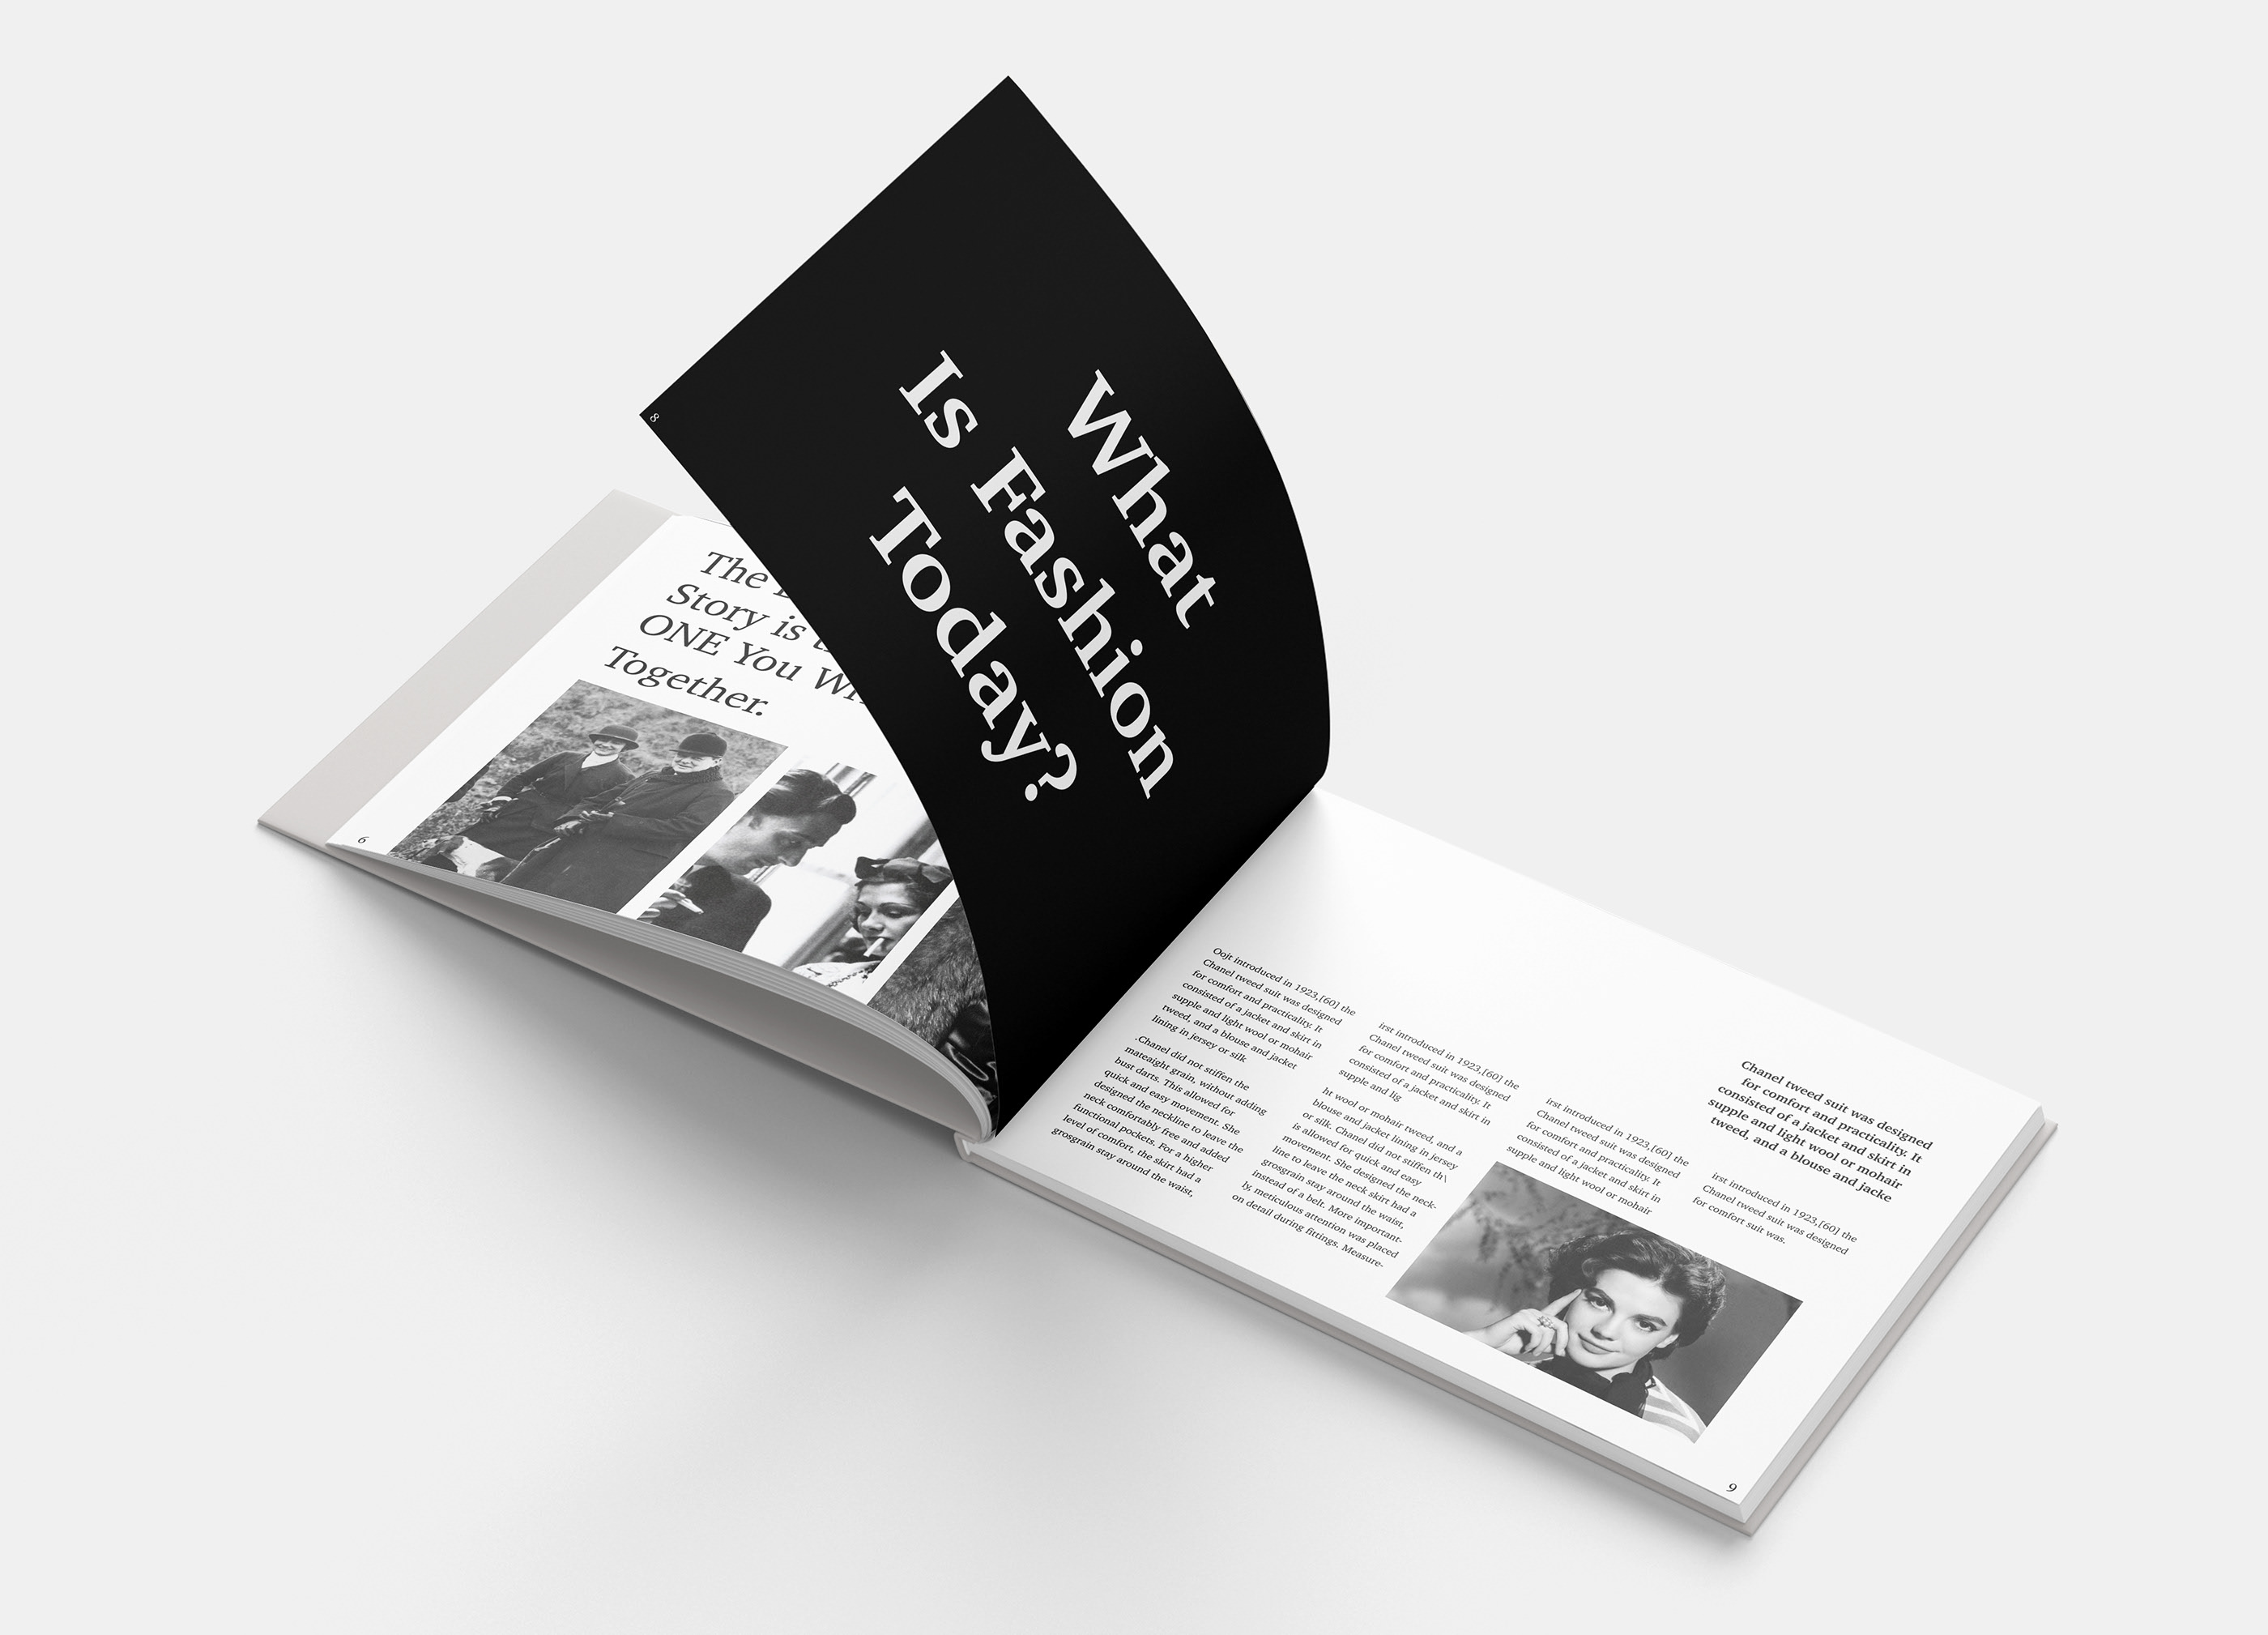 The
Story is
ONE You
Together.
6
What
Is Fashion
Today?
8
Oojt introduced in 1923,[60] the
Chanel tweed suit was designed
for comfort and practicality. It
consisted of a jacket and skirt in
supple and light wool or mohair
tweed, and a blouse and jacket
lining in jersey or silk.
.Chanel did not stiffen the
mateaight grain, without adding
bust darts. This allowed for
quick and easy movement. She
designed the neckline to leave the
neck comfortably free and added
functional pockets. For a higher
level of comfort, the skirt had a
grosgrain stay around the waist,
irst introduced in 1923,[60] the
Chanel tweed suit was designed
for comfort and practicality. It
consisted of a jacket and skirt in
supple and lig
ht wool or mohair tweed, and a
blouse and jacket lining in jersey
or silk. Chanel did not stiffen th\
is allowed for quick and easy
movement. She designed the neck-
line to leave the neck skirt had a
grosgrain stay around the waist,
instead of a belt. More important-
ly, meticulous attention was placed
on detail during fittings. Measure-
irst introduced in 1923,[60] the
Chanel tweed suit was designed
for comfort and practicality. It
consisted of a jacket and skirt in
supple and light wool or mohair
Chanel tweed suit was designed
for comfort and practicality. It
consisted of a jacket and skirt in
supple and light wool or mohair
tweed, and a blouse and jacke
irst introduced in 1923,[60] the
Chanel tweed suit was designed
for comfort suit was.
9